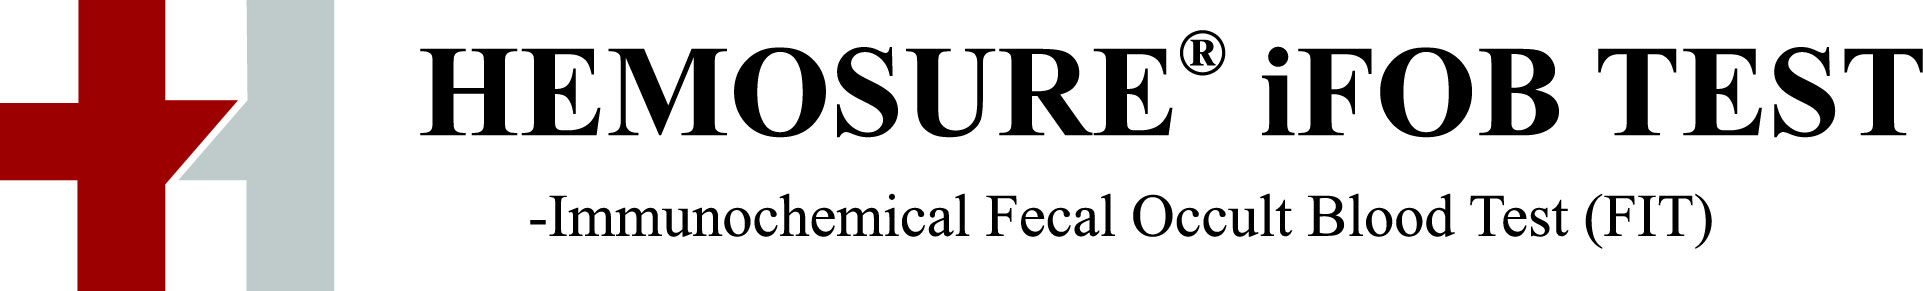 HEMOSURE® iFOB TEST
-Immunochemical Fecal Occult Blood Test (FIT)